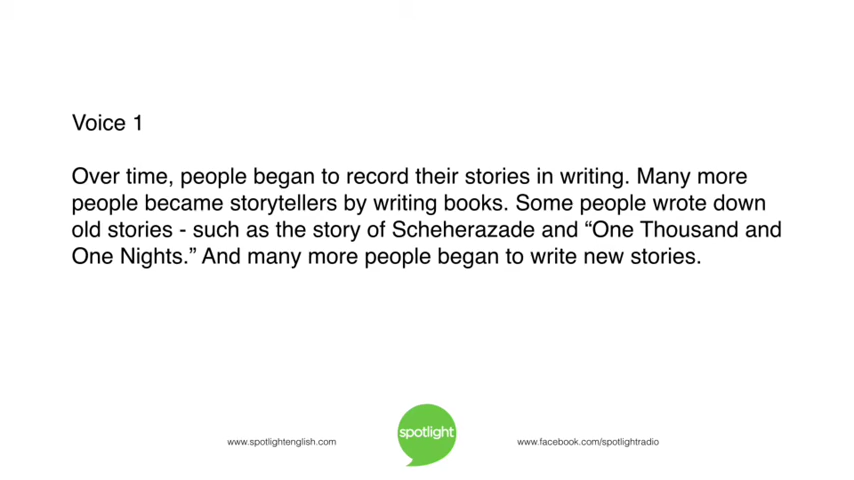 Voice 1
Over time, people began to record their stories in writing. Many more
people became storytellers by writing books. Some people wrote down
old stories - such as the story of Scheherazade and “One Thousand and
One Nights.” And many more people began to write new stories.
www.spotlightenglish.com
spotlight
www.facebook.com/spotlightradio